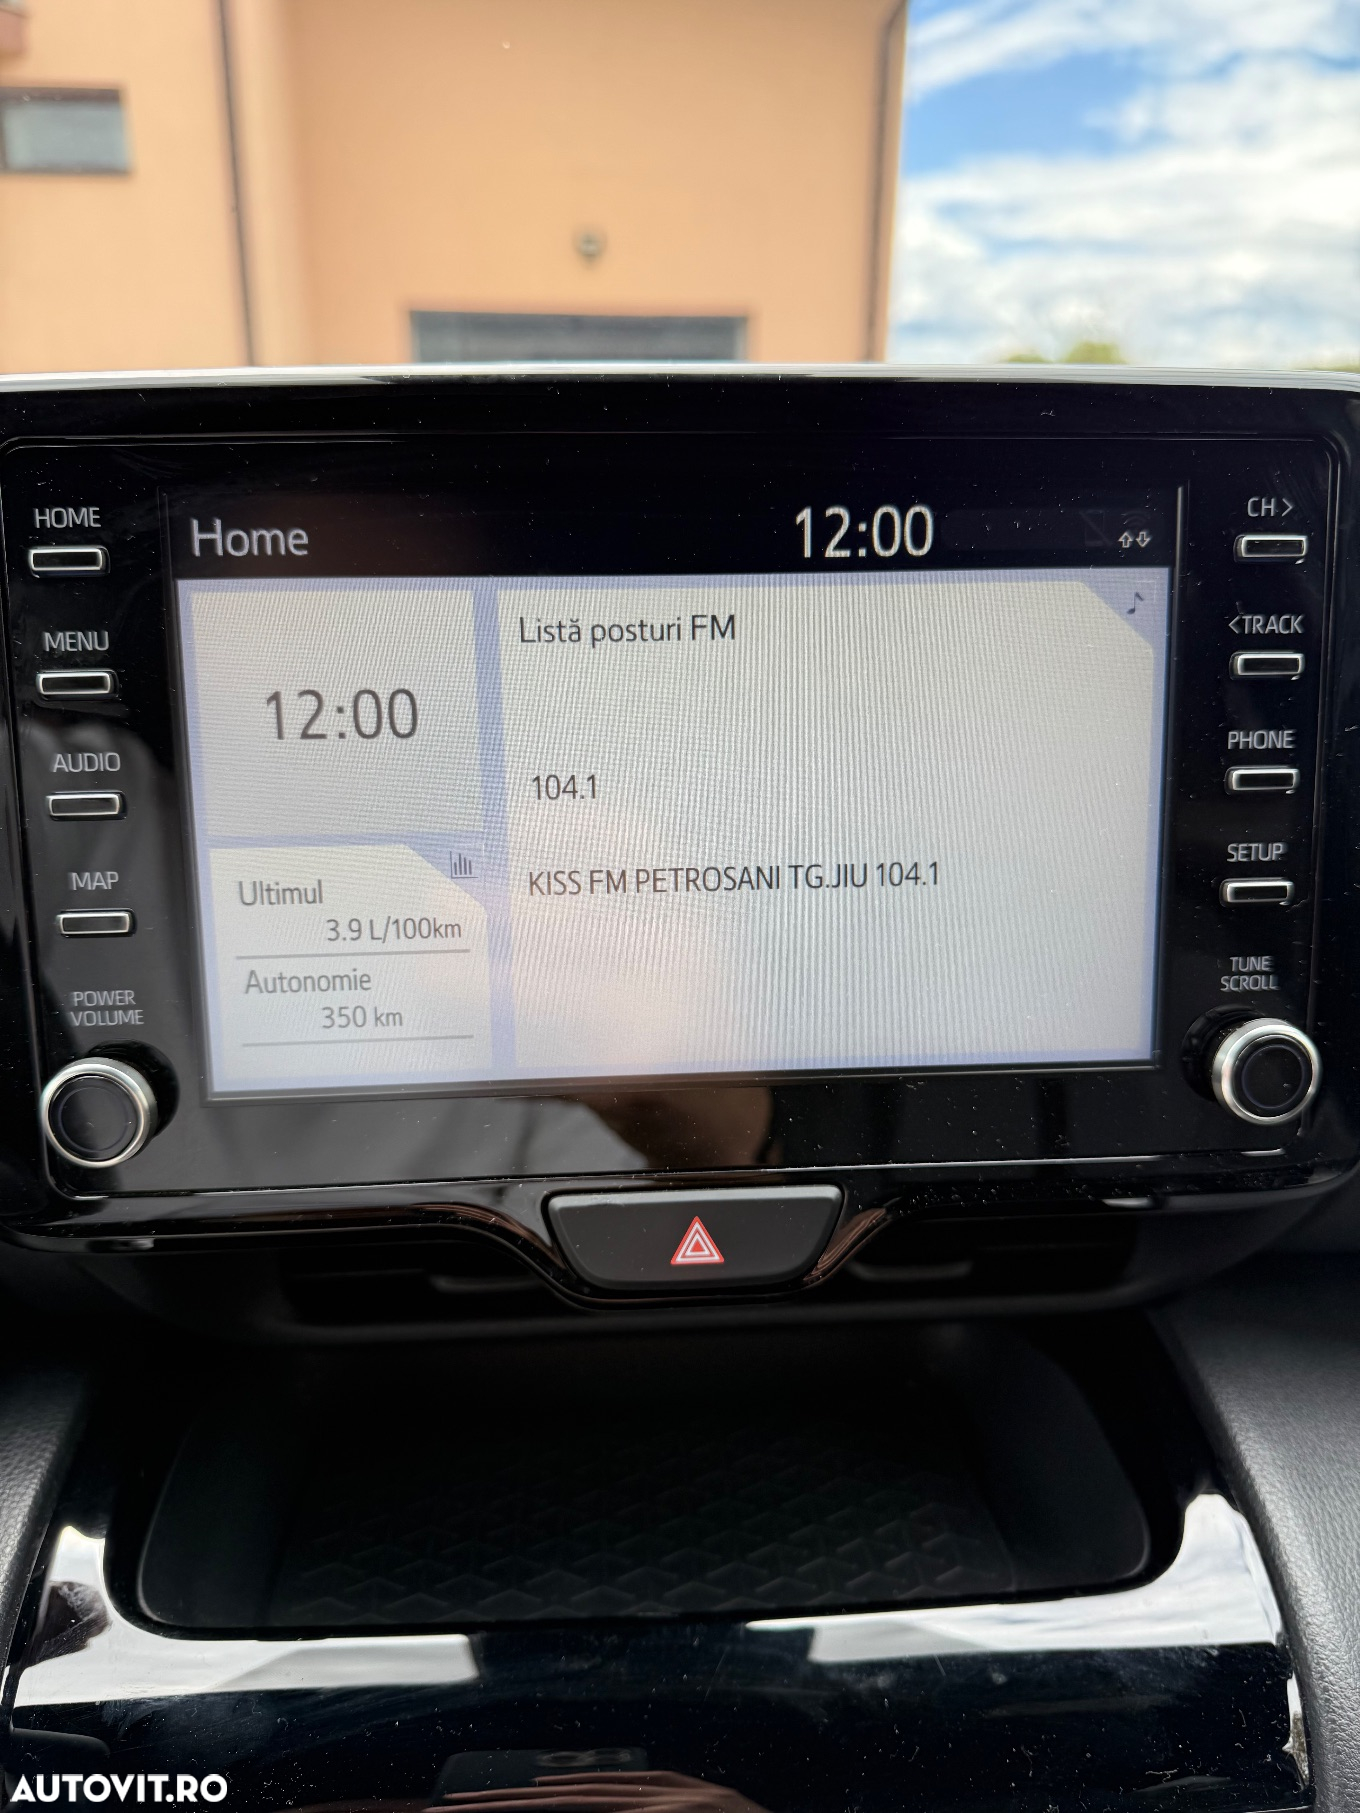 HOME
MENU
AUDIO
MAP
POWER
VOLUME
Home
12:00
12:00
Ultimul
3.9 L/100km
Autonomie
350 km
Listă posturi FM
104.1
KISS FM PETROSANI TG.JIU 104.1
CH >
<TRACK
PHONE
SETUP
TUNE
SCROLL
AUTOVIT.RO